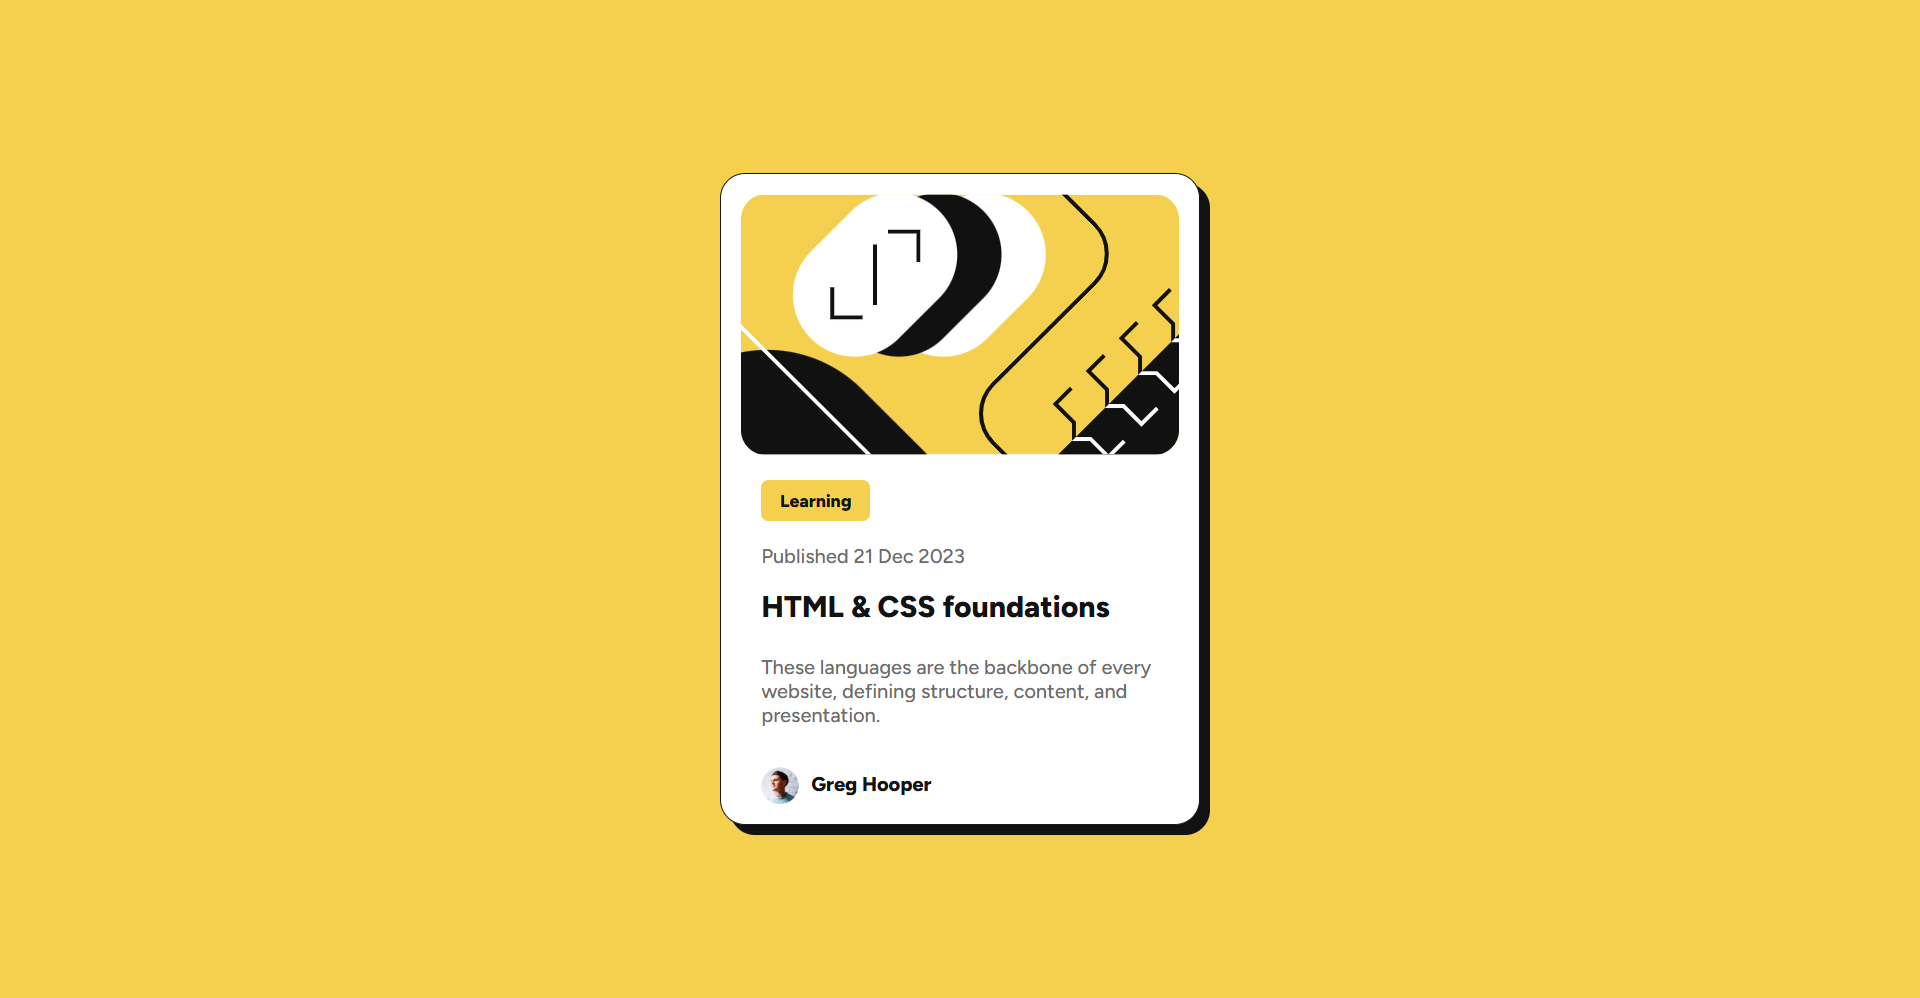 Learning
Published 21 Dec 2023
HTML & CSS foundations
These languages are the backbone of every
website, defining structure, content, and
presentation.
Greg Hooper